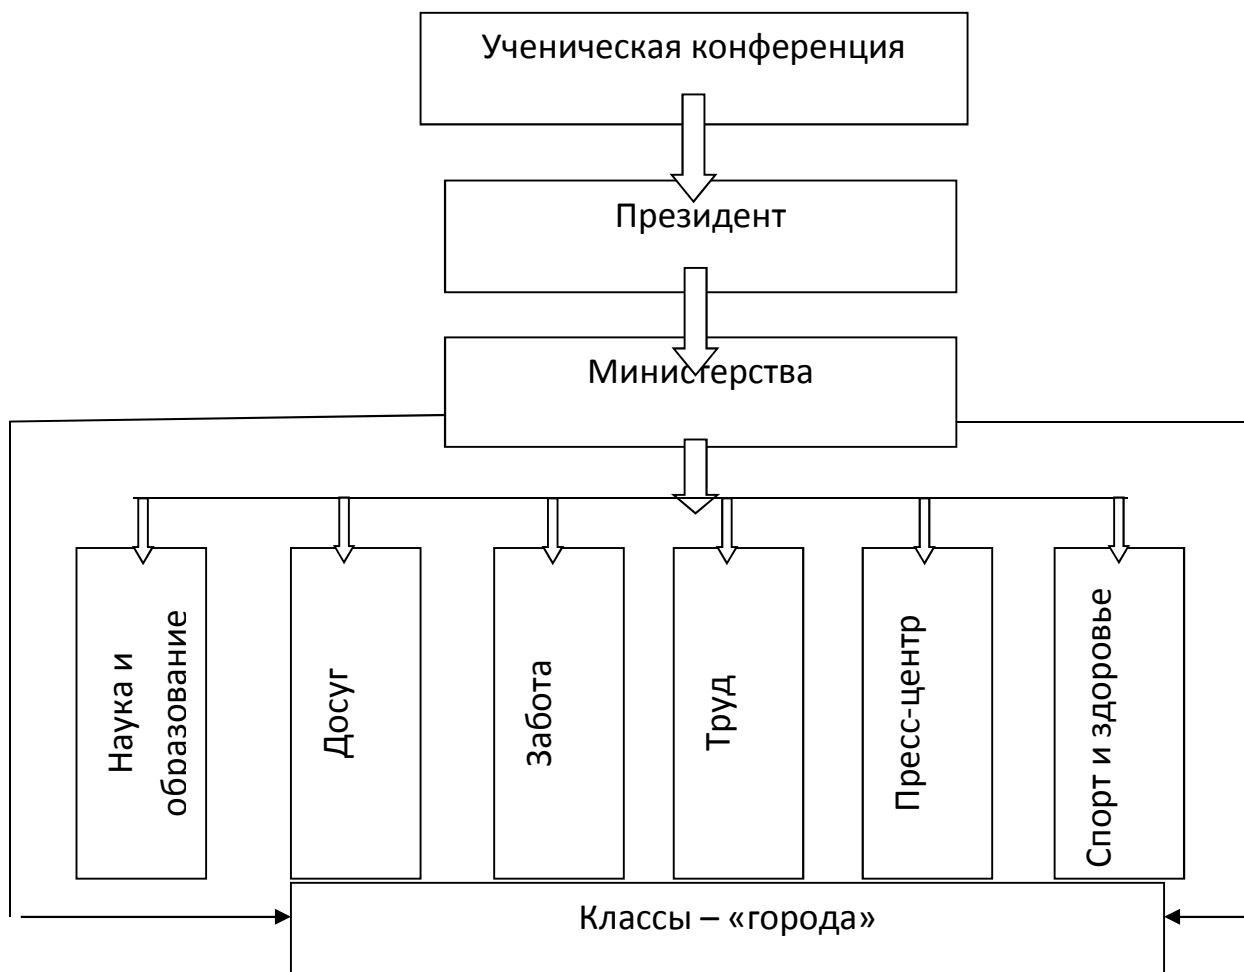 Ученическая конференция
Президент
Министерства
Наука и
образование
Досуг
Забота
Труд
Пресс-центр
Спорт и здоровье
Классы – «города»